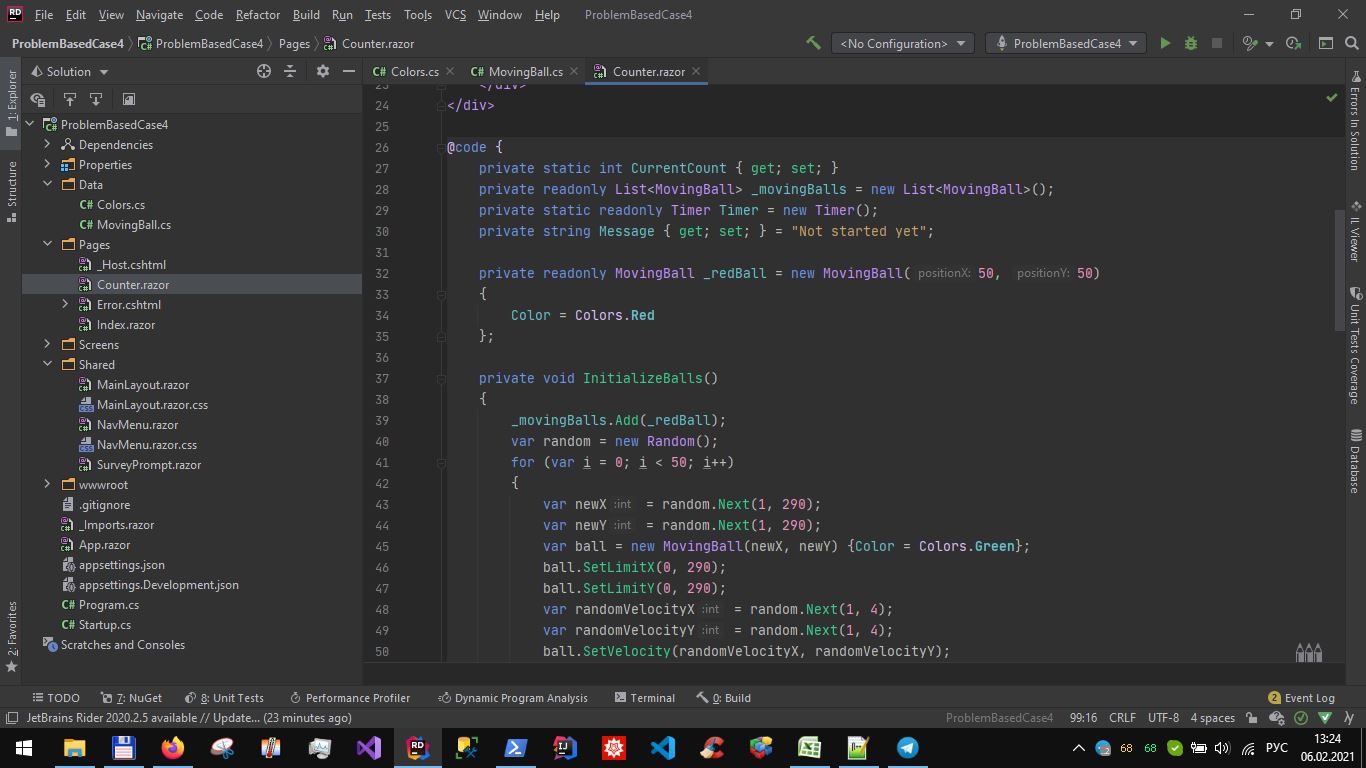 File Edit View Navigate Code Refactor Build Run Tests Tools VCS Window Help ProblemBasedCase4
ProblemBasedCase4 ProblemBasedCase4 Pages Counter.razor <No Configuration> ProblemBasedCase4
Solution
Colors.cs MovingBall.cs Counter.razor
1: Explorer
Structure
2: Favorites
ProblemBasedCase4
Dependencies
Properties
Data
C# Colors.cs
C# MovingBall.cs
Pages
_Host.cshtml
Counter.razor
Error.cshtml
Index.razor
Screens
Shared
MainLayout.razor
MainLayout.razor.css
NavMenu.razor
NavMenu.razor.css
SurveyPrompt.razor
wwwroot
.gitignore
_Imports.razor
App.razor
appsettings.json
appsettings.Development.json
C# Program.cs
C# Startup.cs
Scratches and Consoles
23 </div>
24 </div>
25
26 @code {
27 private static int CurrentCount { get; set; }
28 private readonly List<MovingBall> _movingBalls = new List<MovingBall>();
29 private static readonly Timer Timer = new Timer();
30 private string Message { get; set; } = "Not started yet";
31
32 private readonly MovingBall _redBall = new MovingBall( positionX: 50, positionY: 50)
33 {
34 Color = Colors.Red
35 };
36
37 private void InitializeBalls()
38 {
39 _movingBalls.Add(_redBall);
40 var random = new Random();
41 for (var i = 0; i < 50; i++)
42 {
43 var newX :int = random.Next(1, 290);
44 var newY :int = random.Next(1, 290);
45 var ball = new MovingBall(newX, newY) {Color = Colors.Green};
46 ball.SetLimitX(0, 290);
47 ball.SetLimitY(0, 290);
48 var randomVelocityX :int = random.Next(1, 4);
49 var randomVelocityY :int = random.Next(1, 4);
50 ball.SetVelocity(randomVelocityX, randomVelocityY);
Errors In Solution
IL Viewer
Unit Tests Coverage
Database
TODO 7: NuGet 8: Unit Tests Performance Profiler Dynamic Program Analysis Terminal 0: Build 2 Event Log
JetBrains Rider 2020.2.5 available // Update... (23 minutes ago) ProblemBasedCase4 99:16 CRLF UTF-8 4 spaces
68 68 РУС 13:24
06.02.2021